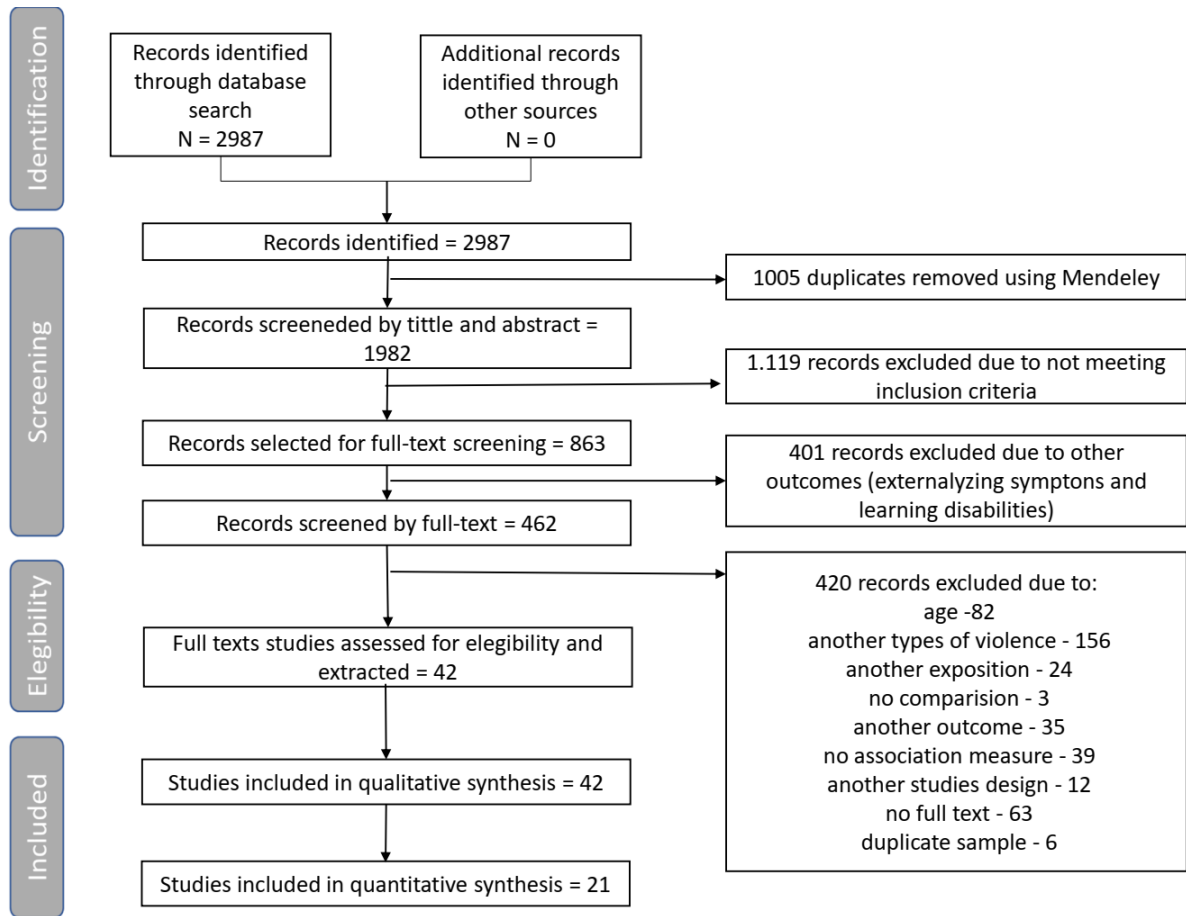 Identification
Records identified
through database
search
N = 2987
Additional records
identified through
other sources
N = 0
Screening
Records identified = 2987
1005 duplicates removed using Mendeley
Records screeneded by tittle and abstract =
1982
1.119 records excluded due to not meeting
inclusion criteria
Records selected for full-text screening = 863
401 records excluded due to other
outcomes (externalizing symptons and
learning disabilities)
Records screened by full-text = 462
Elegibility
420 records excluded due to:
age -82
another types of violence - 156
another exposition - 24
no comparision - 3
another outcome - 35
no association measure - 39
another studies design - 12
no full text - 63
duplicate sample - 6
Full texts studies assessed for elegibility and
extracted = 42
Included
Studies included in qualitative synthesis = 42
Studies included in quantitative synthesis = 21